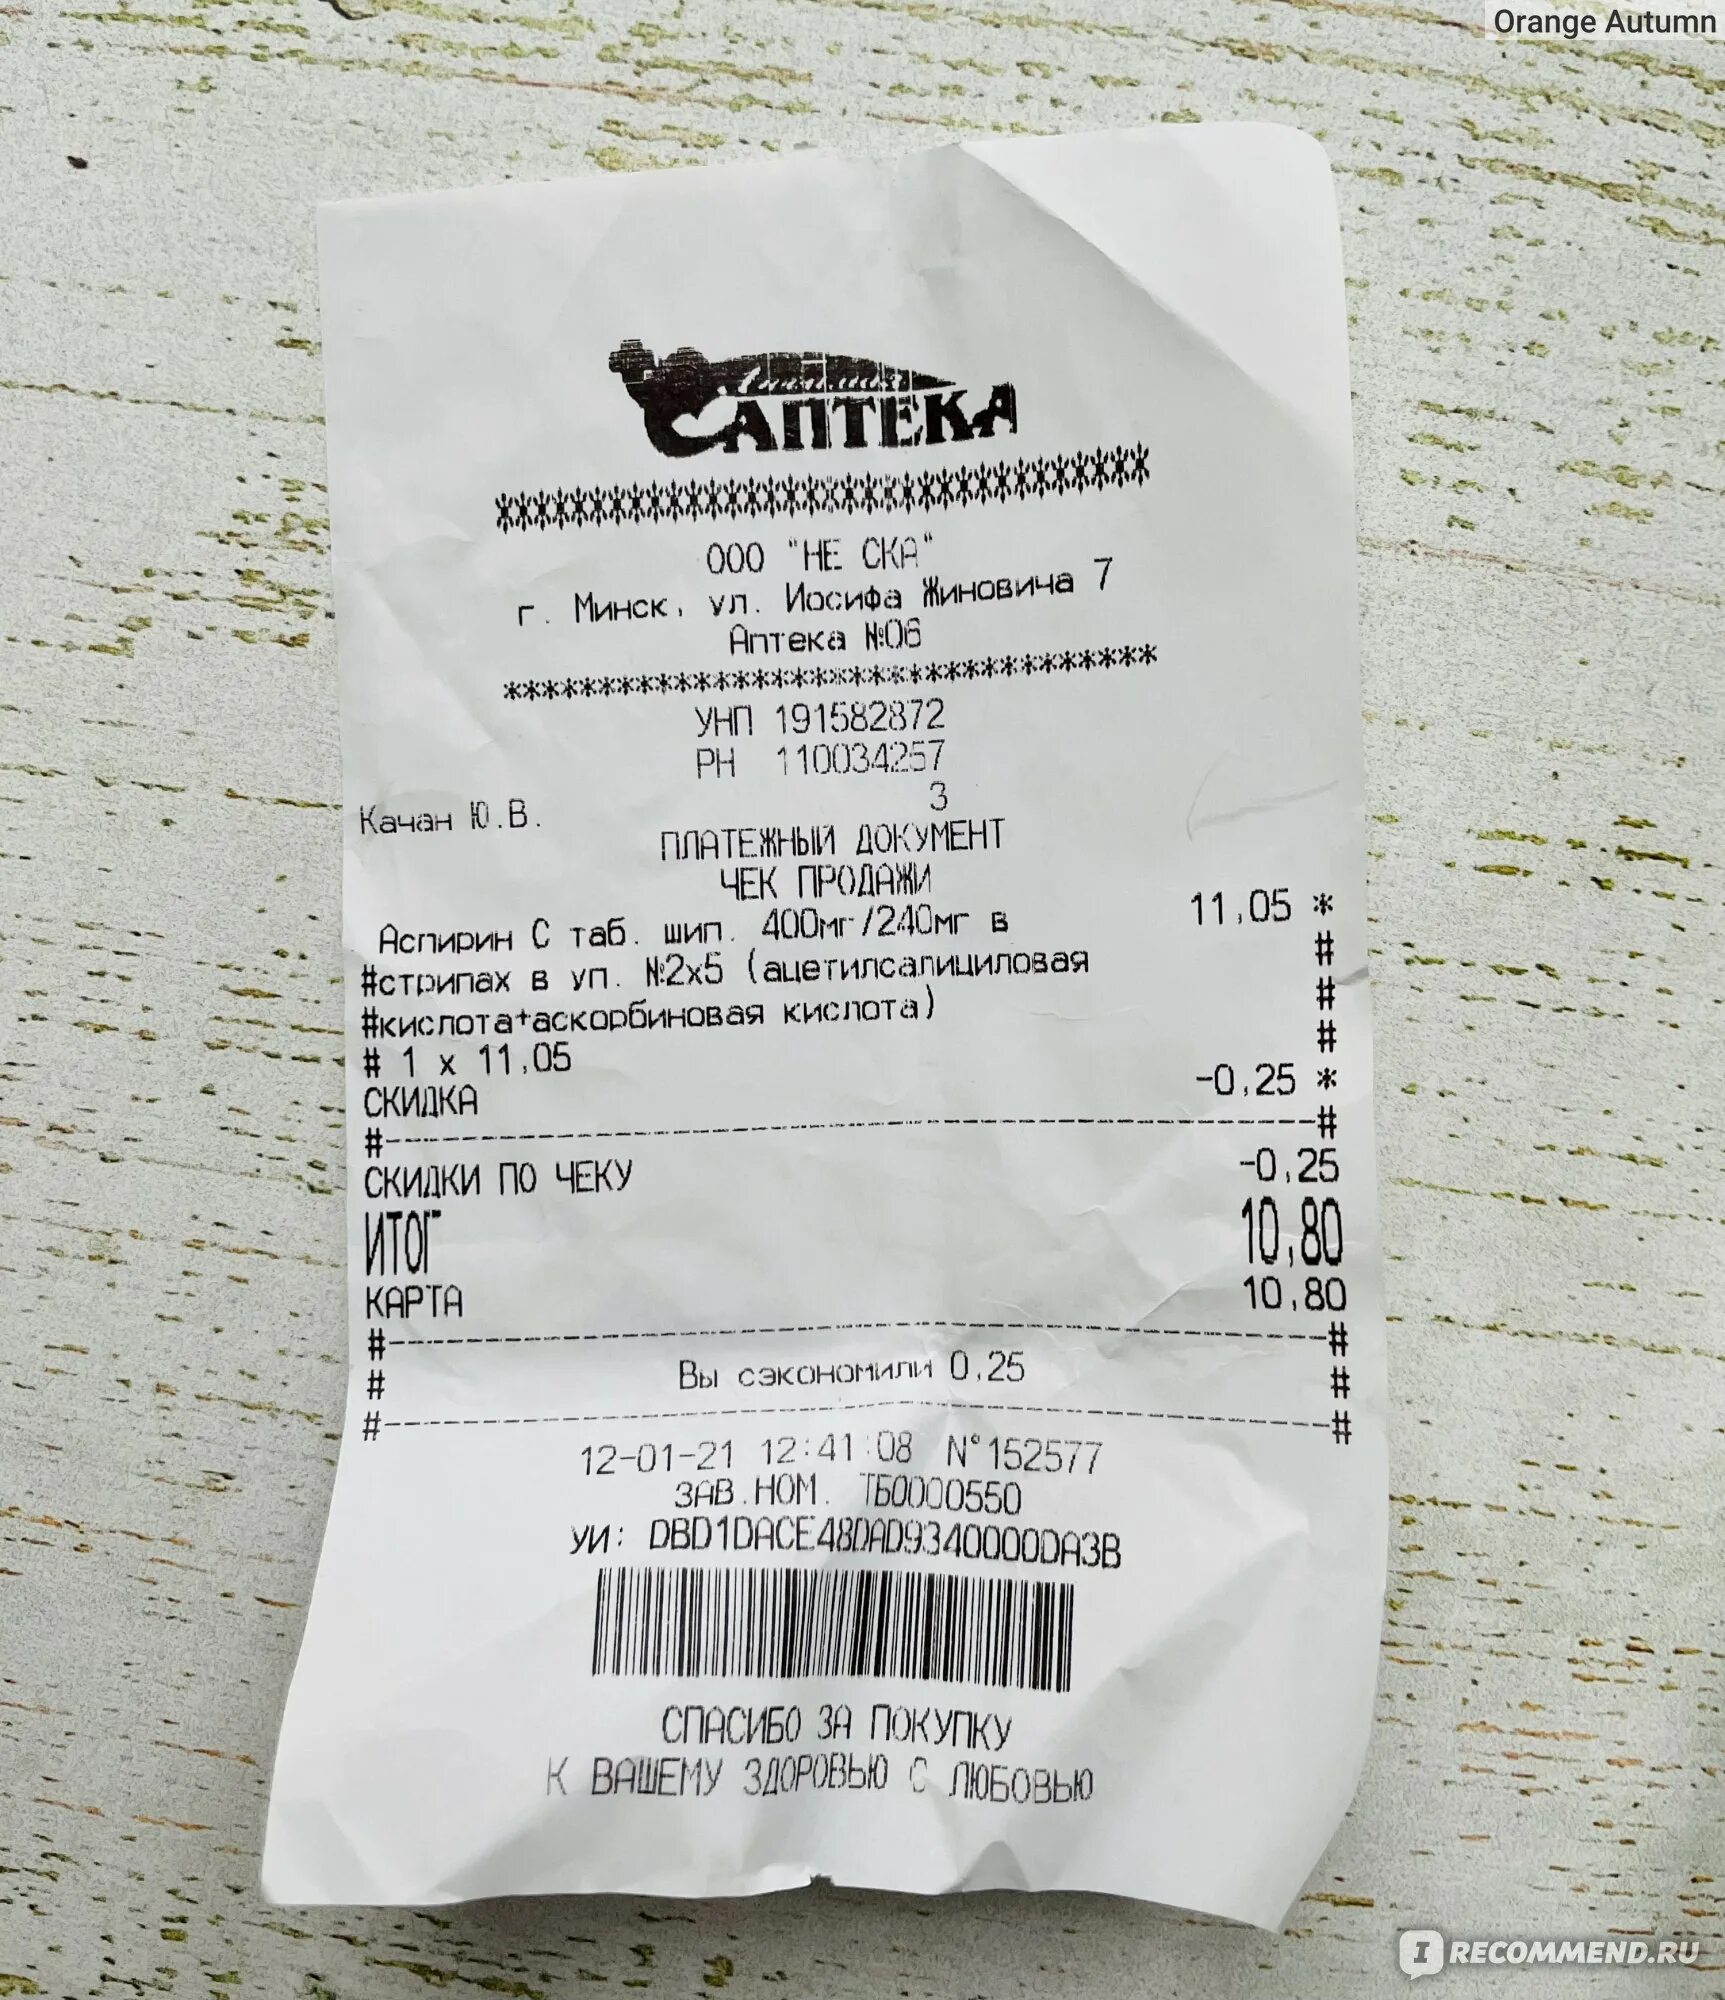 Orange Autumn
АПТЕКА
ООО "НЕ СКА"
г. Минск, ул. Иосифа Жиновича 7
Аптека №06
***********************************
УНП 191582872
РН 110034257
3
Качан Ю.В.
ПЛАТЕЖНЫЙ ДОКУМЕНТ
ЧЕК ПРОДАЖИ
Аспирин С таб. шип. 400мг/240мг в 11,05 *
#стрипах в уп. №2х5 (ацетилсалициловая #
#кислота+аскорбиновая кислота) #
# 1 x 11,05 #
СКИДКА -0,25 *
#--------------------------------------#
СКИДКИ ПО ЧЕКУ -0,25
ИТОГ 10,80
КАРТА 10,80
#--------------------------------------#
# Вы сэкономили 0,25 #
#--------------------------------------#
12-01-21 12:41:08 N°152577
ЗАВ.НОМ. ТБ0000550
УИ: DBD1DACE48DAD9340000DA3B
СПАСИБО ЗА ПОКУПКУ
К ВАШЕМУ ЗДОРОВЬЮ С ЛЮБОВЬЮ
IRECOMMEND.RU